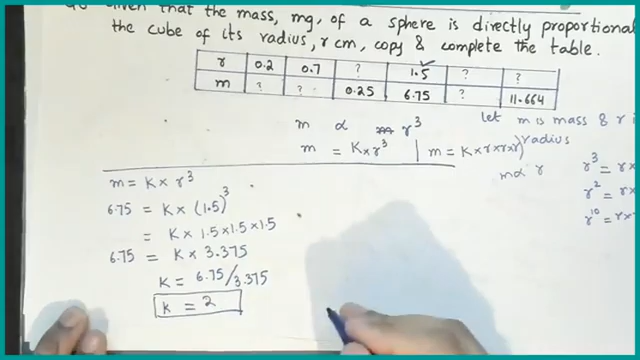 Given that the mass, mg, of a sphere is directly proportional
the cube of its radius, r cm, copy & complete the table.
r 0.2 0.7 ? 1.5 ? ?
m ? ? 0.25 6.75 ? 11.664
m α r³
let m is mass & r i
radius
m = K×r³ | m = K×r×r×r
m = K×r³
mα r
r³ = r×
6.75 = K × (1.5)³
r² = r×
= K × 1.5×1.5×1.5
r¹⁰ = r×
6.75 = K × 3.375
K = 6.75/3.375
K = 2